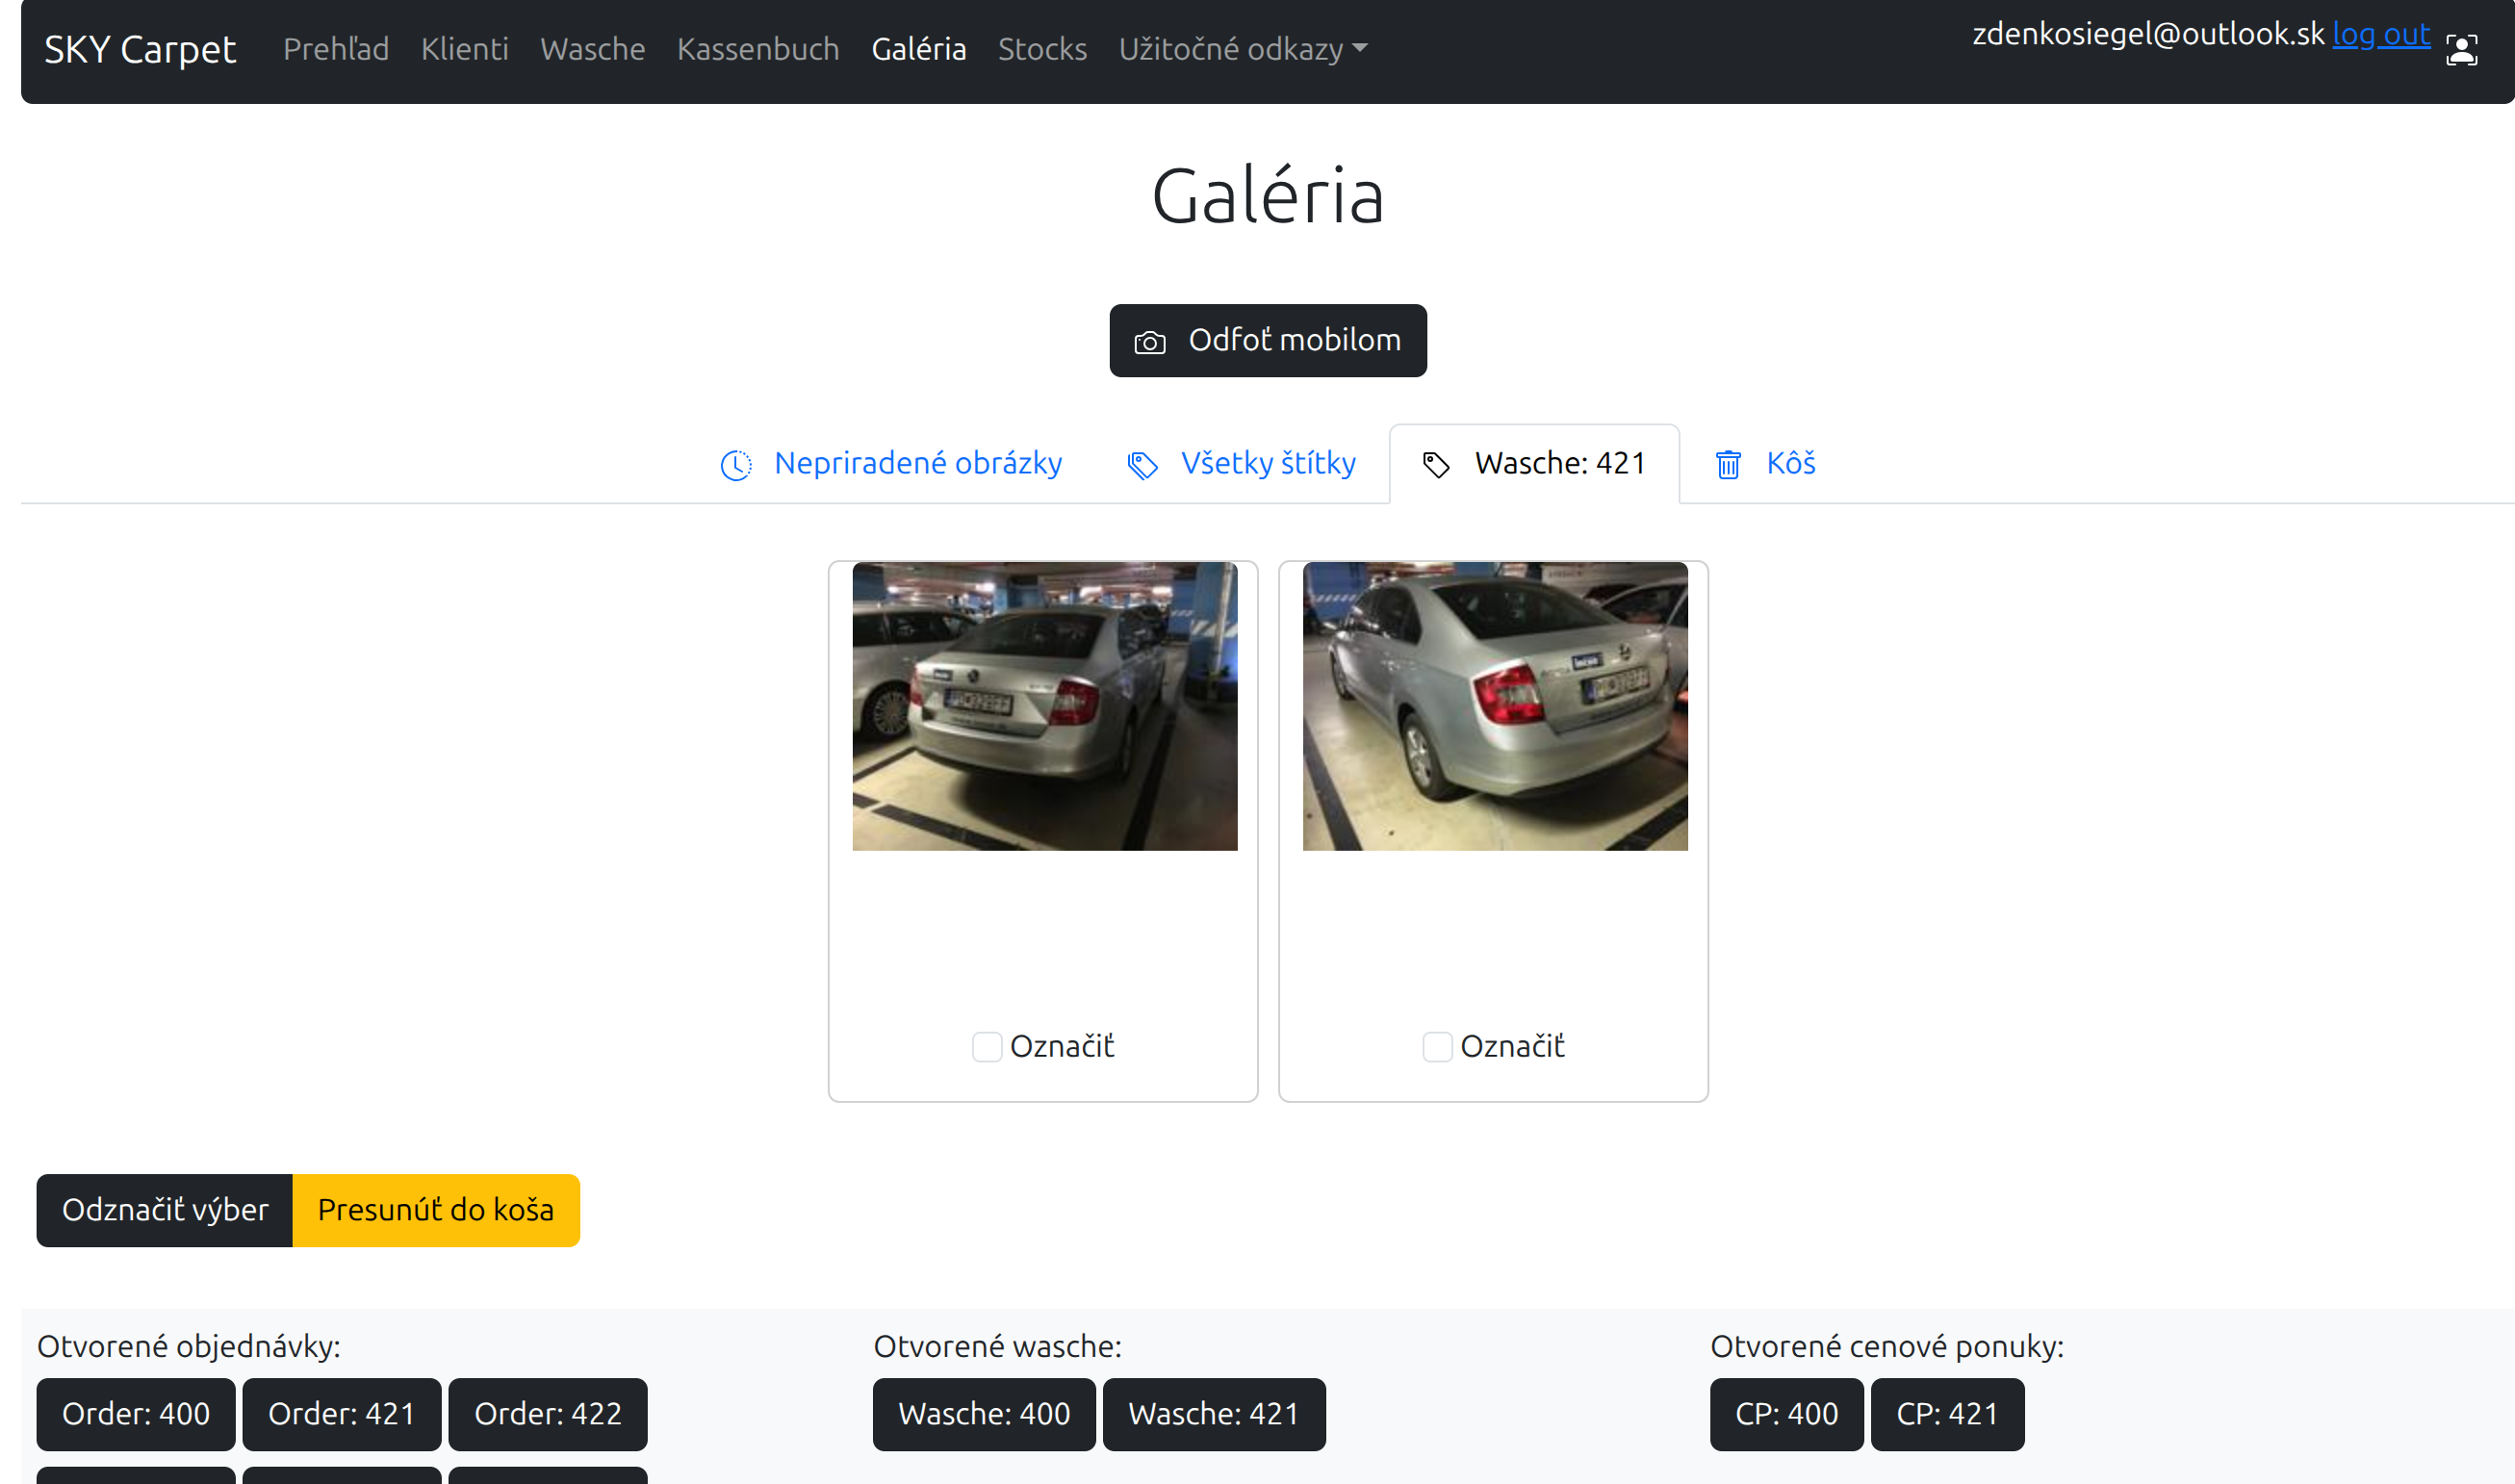 SKY Carpet Prehľad Klienti Wasche Kassenbuch Galéria Stocks Užitočné odkazy zdenkosiegel@outlook.sk log out
Galéria
Odfoť mobilom
Nepriradené obrázky Všetky štítky Wasche: 421 Kôš
Označiť Označiť
Odznačiť výber Presunúť do koša
Otvorené objednávky: Otvorené wasche: Otvorené cenové ponuky:
Order: 400 Order: 421 Order: 422 Wasche: 400 Wasche: 421 CP: 400 CP: 421